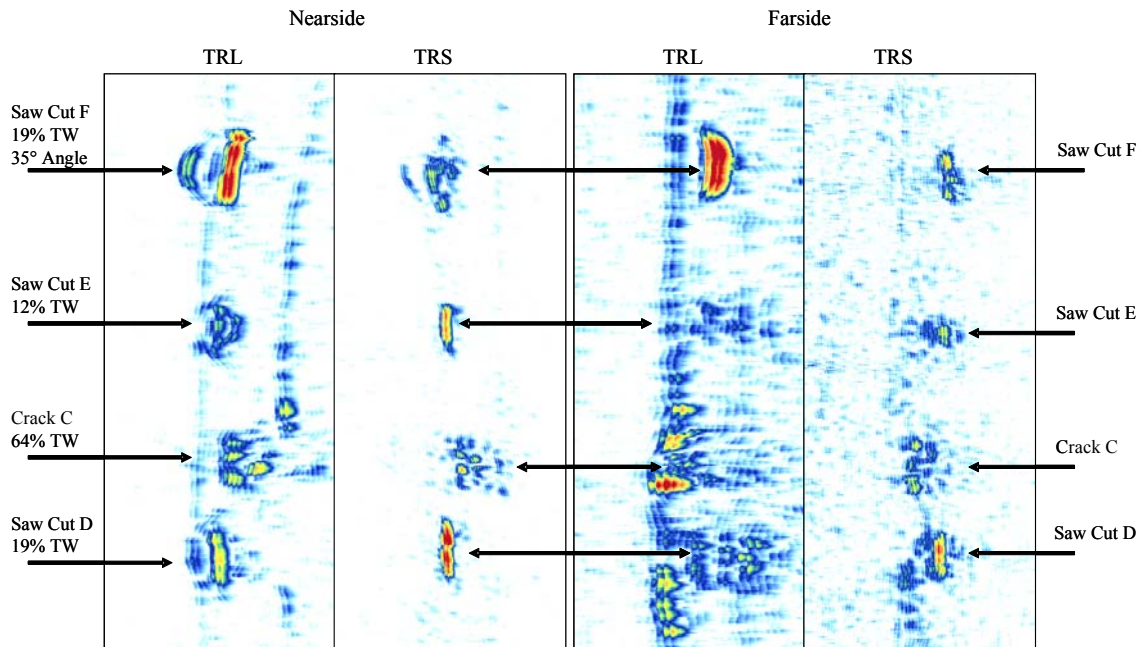 Nearside
Farside
TRL
TRS
TRL
TRS
Saw Cut F
19% TW
35° Angle
Saw Cut F
Saw Cut E
12% TW
Saw Cut E
Crack C
64% TW
Crack C
Saw Cut D
19% TW
Saw Cut D